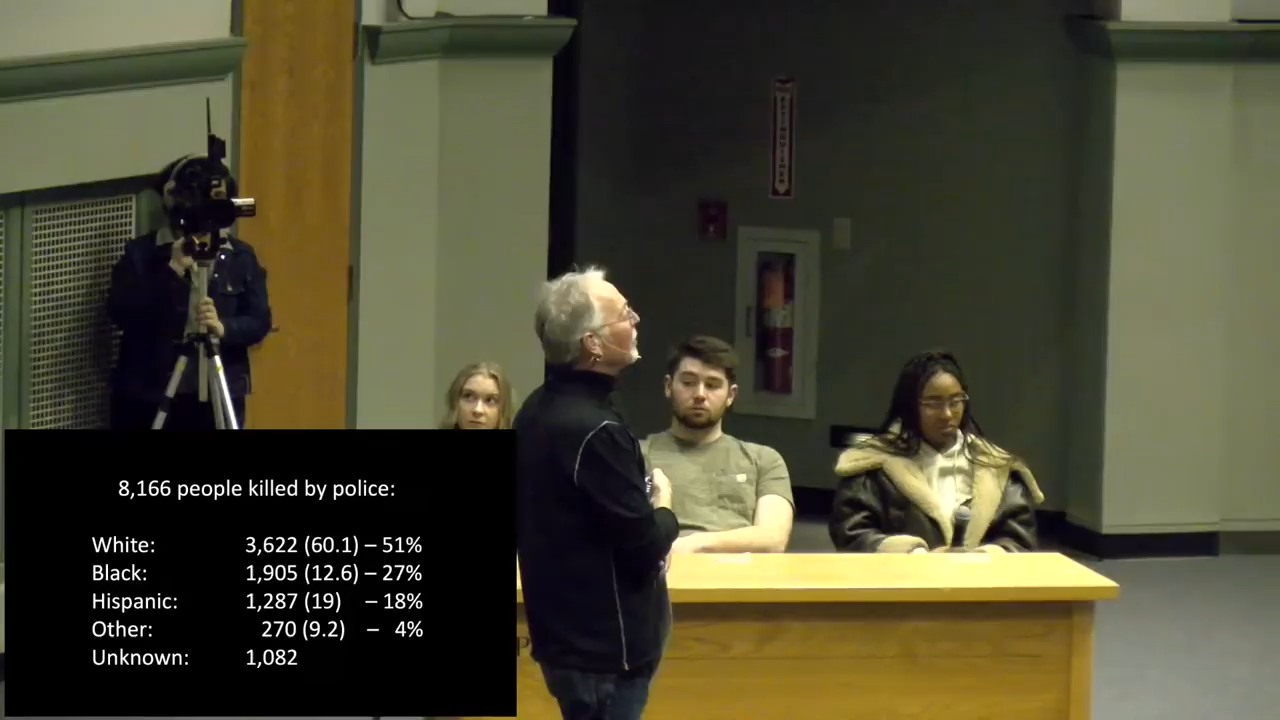 EXTINGUISHER
8,166 people killed by police:
White: 3,622 (60.1) – 51%
Black: 1,905 (12.6) – 27%
Hispanic: 1,287 (19) – 18%
Other: 270 (9.2) – 4%
Unknown: 1,082